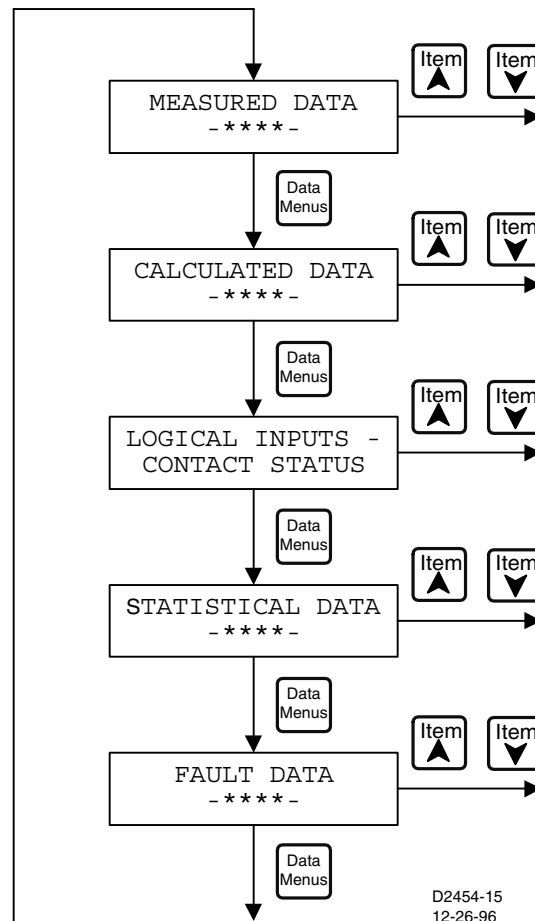 Item Item
MEASURED DATA
-****-
Data
Menus
Item Item
CALCULATED DATA
-****-
Data
Menus
Item Item
LOGICAL INPUTS -
CONTACT STATUS
Data
Menus
Item Item
STATISTICAL DATA
-****-
Data
Menus
Item Item
FAULT DATA
-****-
Data
Menus
D2454-15
12-26-96